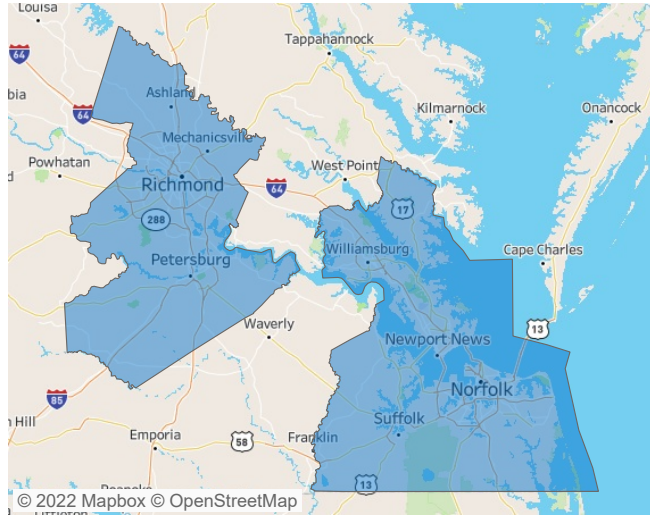 Louisa
64
Tappahannock
64
bia
Ashland
Kilmarnock
Onancock
Mechanicsville
Powhatan
West Point
Richmond
64
17
288
Williamsburg
Cape Charles
Petersburg
Waverly
13
Newport News
Norfolk
85
Suffolk
n Hill
Emporia
58
Franklin
13
© 2022 Mapbox © OpenStreetMap